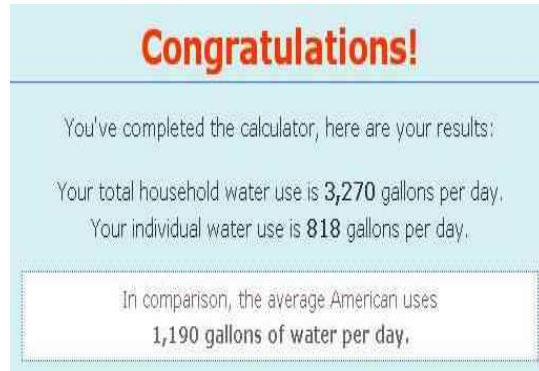 Congratulations!
You've completed the calculator, here are your results:
Your total household water use is 3,270 gallons per day.
Your individual water use is 818 gallons per day.
In comparison, the average American uses
1,190 gallons of water per day.